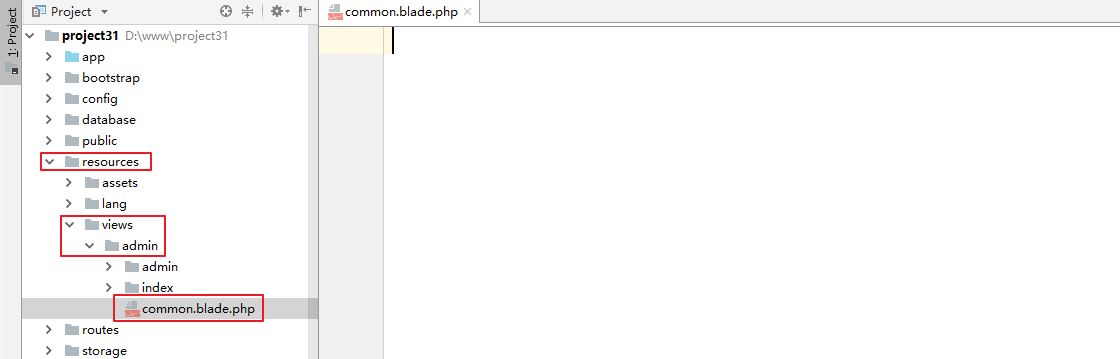 1: Project
Project
common.blade.php
project31 D:\www\project31
app
bootstrap
config
database
public
resources
assets
lang
views
admin
admin
index
common.blade.php
routes
storage